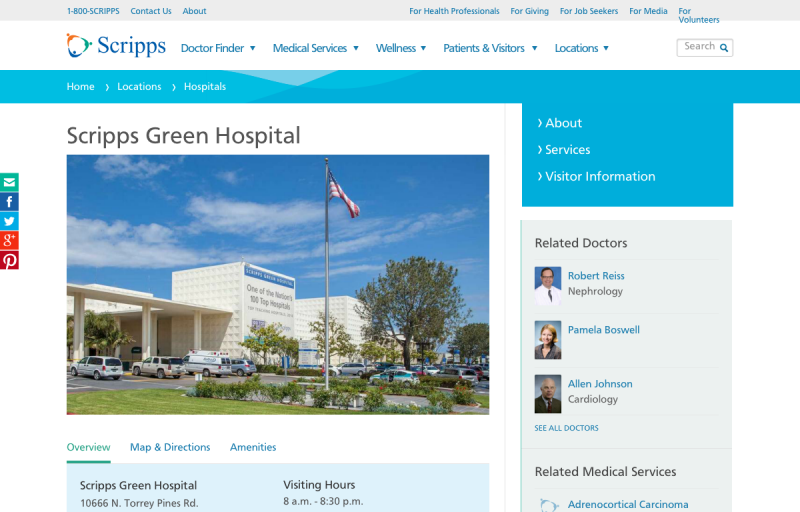 1-800-SCRIPPS Contact Us About
For Health Professionals For Giving For Job Seekers For Media For Volunteers
Scripps Doctor Finder Medical Services Wellness Patients & Visitors Locations Search
Home > Locations > Hospitals
Scripps Green Hospital
SCRIPPS GREEN HOSPITAL
One of the Nation's
100 Top Hospitals
Overview Map & Directions Amenities
Scripps Green Hospital
10666 N. Torrey Pines Rd.
Visiting Hours
8 a.m. - 8:30 p.m.
> About
> Services
> Visitor Information
Related Doctors
Robert Reiss
Nephrology
Pamela Boswell
Allen Johnson
Cardiology
SEE ALL DOCTORS
Related Medical Services
Adrenocortical Carcinoma